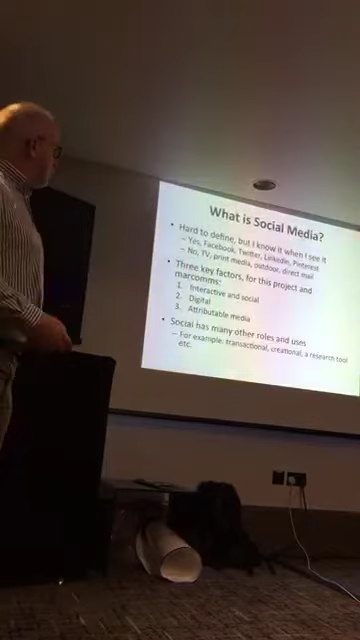 What is Social Media?
• Hard to define, but I know it when I see it
– Yes, Facebook, Twitter, LinkedIn, Pinterest
– No, TV, print media, outdoor, direct mail
• Three key factors, for this project and
marcomms:
1. Interactive and social
2. Digital
3. Attributable media
• Social has many other roles and uses
– For example: transactional, creational, a research tool
etc.